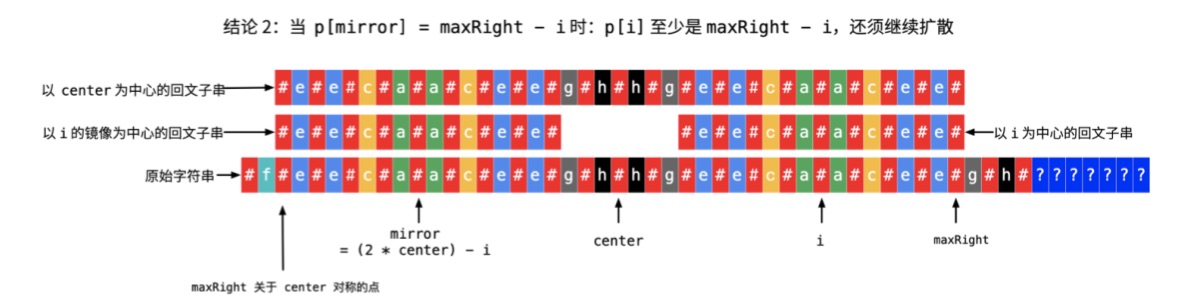 结论 2：当 p[mirror] = maxRight - i 时：p[i] 至少是 maxRight - i，还须继续扩散
以 center 为中心的回文子串 #e#e#c#a#a#c#e#e#g#h#h#g#e#e#c#a#a#c#e#e#
以 i 的镜像为中心的回文子串 #e#e#c#a#a#c#e#e# #e#e#c#a#a#c#e#e# 以 i 为中心的回文子串
原始字符串 #f#e#e#c#a#a#c#e#e#g#h#h#g#e#e#c#a#a#c#e#e#g#h#???????
mirror
= (2 * center) - i
center
i
maxRight
maxRight 关于 center 对称的点